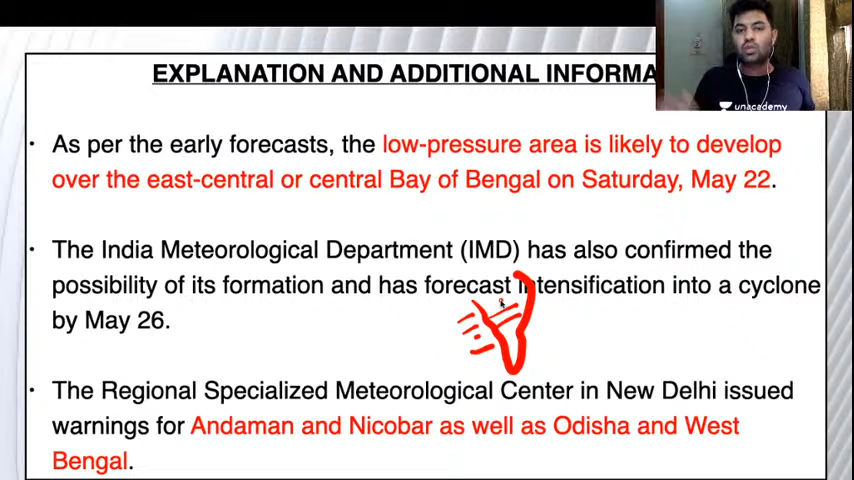 EXPLANATION AND ADDITIONAL INFORMA
unacademy
• As per the early forecasts, the low-pressure area is likely to develop
over the east-central or central Bay of Bengal on Saturday, May 22.
• The India Meteorological Department (IMD) has also confirmed the
possibility of its formation and has forecast intensification into a cyclone
by May 26.
• The Regional Specialized Meteorological Center in New Delhi issued
warnings for Andaman and Nicobar as well as Odisha and West
Bengal.